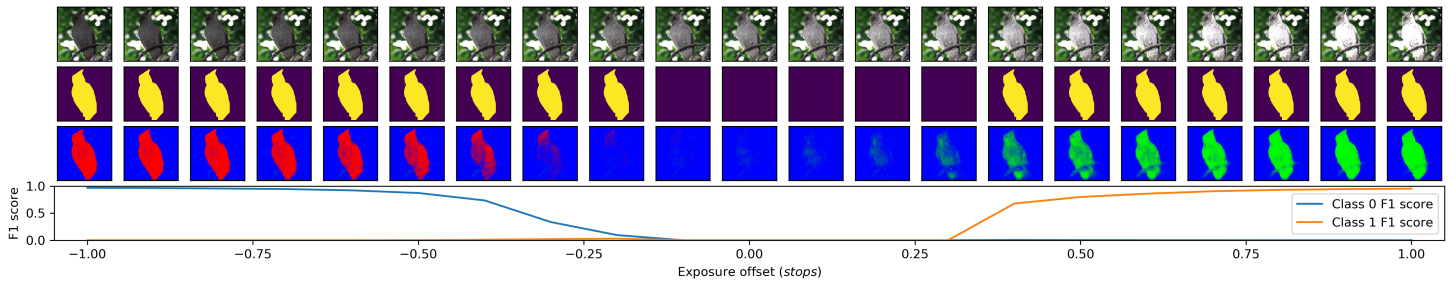 1.0
0.5
0.0
F1 score
Class 0 F1 score
Class 1 F1 score
−1.00 −0.75 −0.50 −0.25 0.00 0.25 0.50 0.75 1.00
Exposure offset (stops)